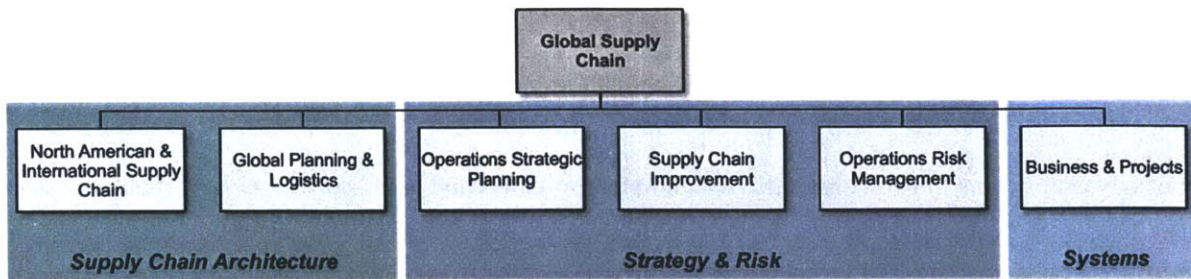 Global Supply
Chain
North American &
International Supply
Chain
Global Planning &
Logistics
Operations Strategic
Planning
Supply Chain
Improvement
Operations Risk
Management
Business & Projects
Supply Chain Architecture
Strategy & Risk
Systems